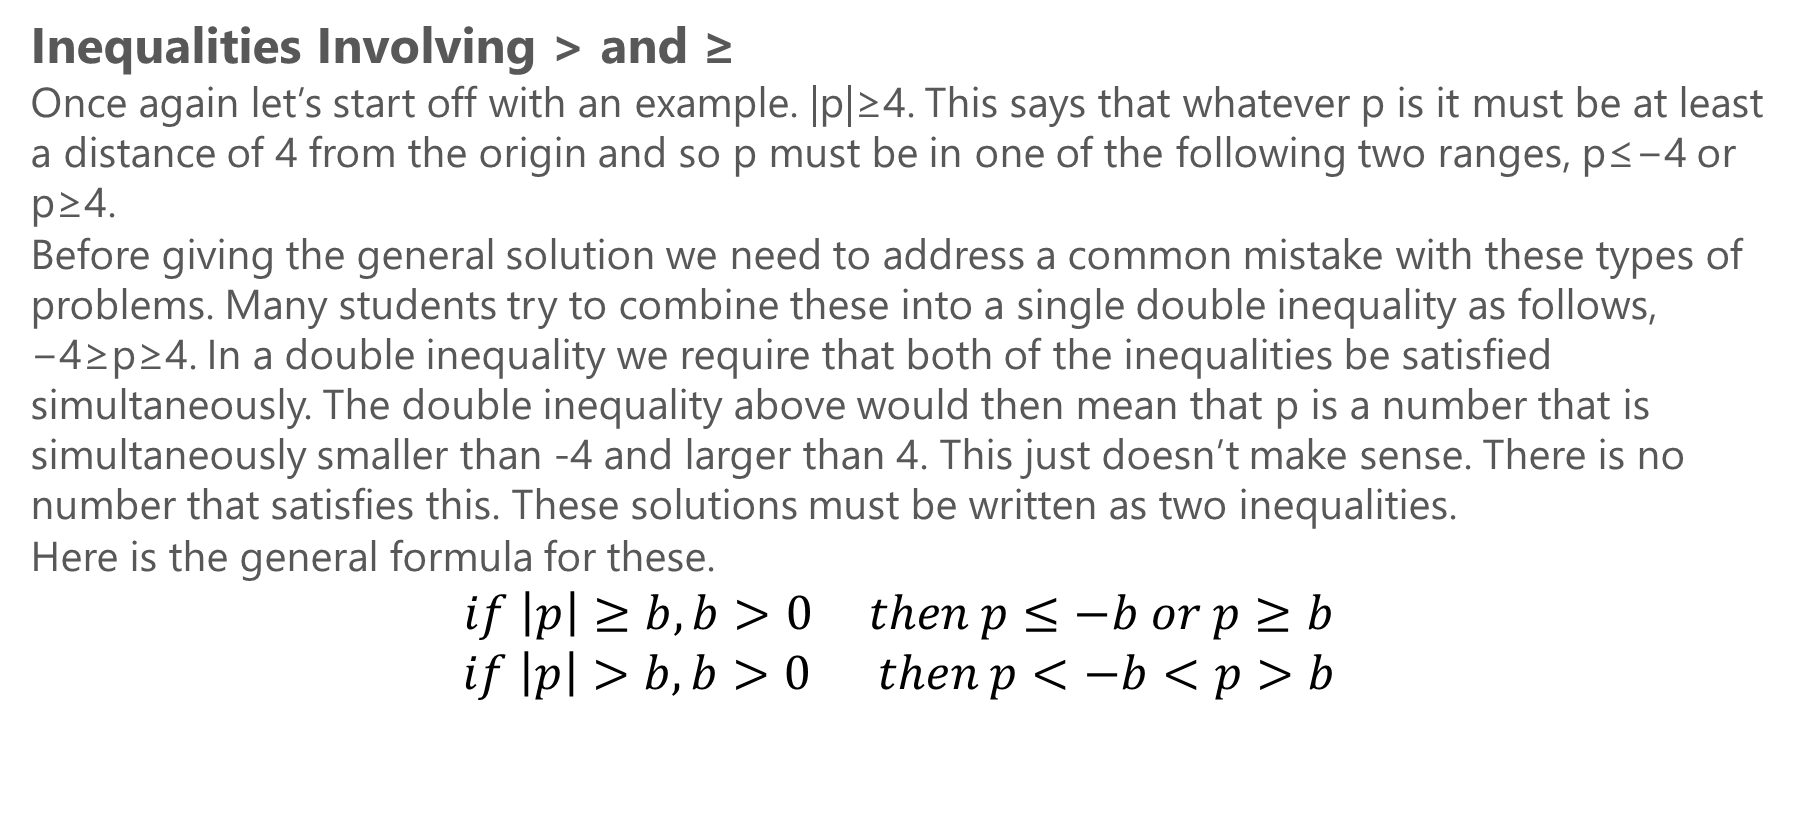 Inequalities Involving > and ≥
Once again let’s start off with an example. |p|≥4. This says that whatever p is it must be at least
a distance of 4 from the origin and so p must be in one of the following two ranges, p≤−4 or
p≥4.
Before giving the general solution we need to address a common mistake with these types of
problems. Many students try to combine these into a single double inequality as follows,
−4≥p≥4. In a double inequality we require that both of the inequalities be satisfied
simultaneously. The double inequality above would then mean that p is a number that is
simultaneously smaller than -4 and larger than 4. This just doesn’t make sense. There is no
number that satisfies this. These solutions must be written as two inequalities.
Here is the general formula for these.
if |p| ≥ b, b > 0 then p ≤ −b or p ≥ b
if |p| > b, b > 0 then p < −b < p > b